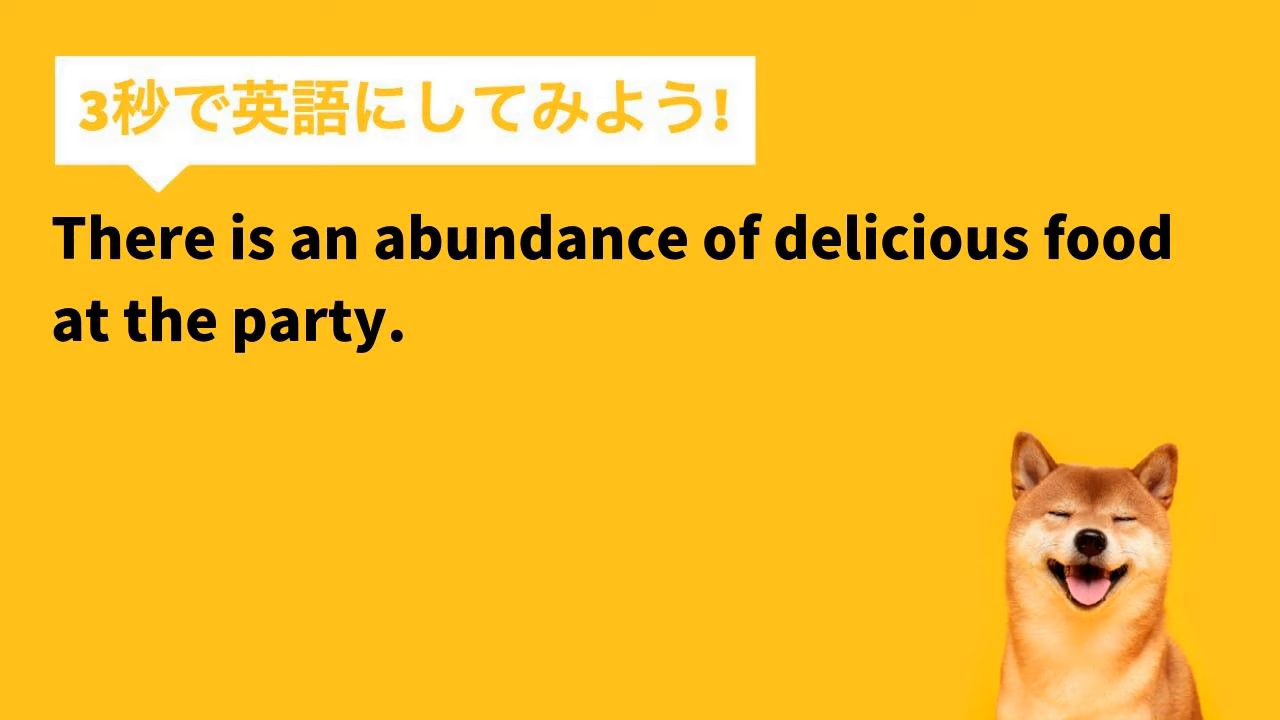 3秒で英語にしてみよう!
There is an abundance of delicious food
at the party.